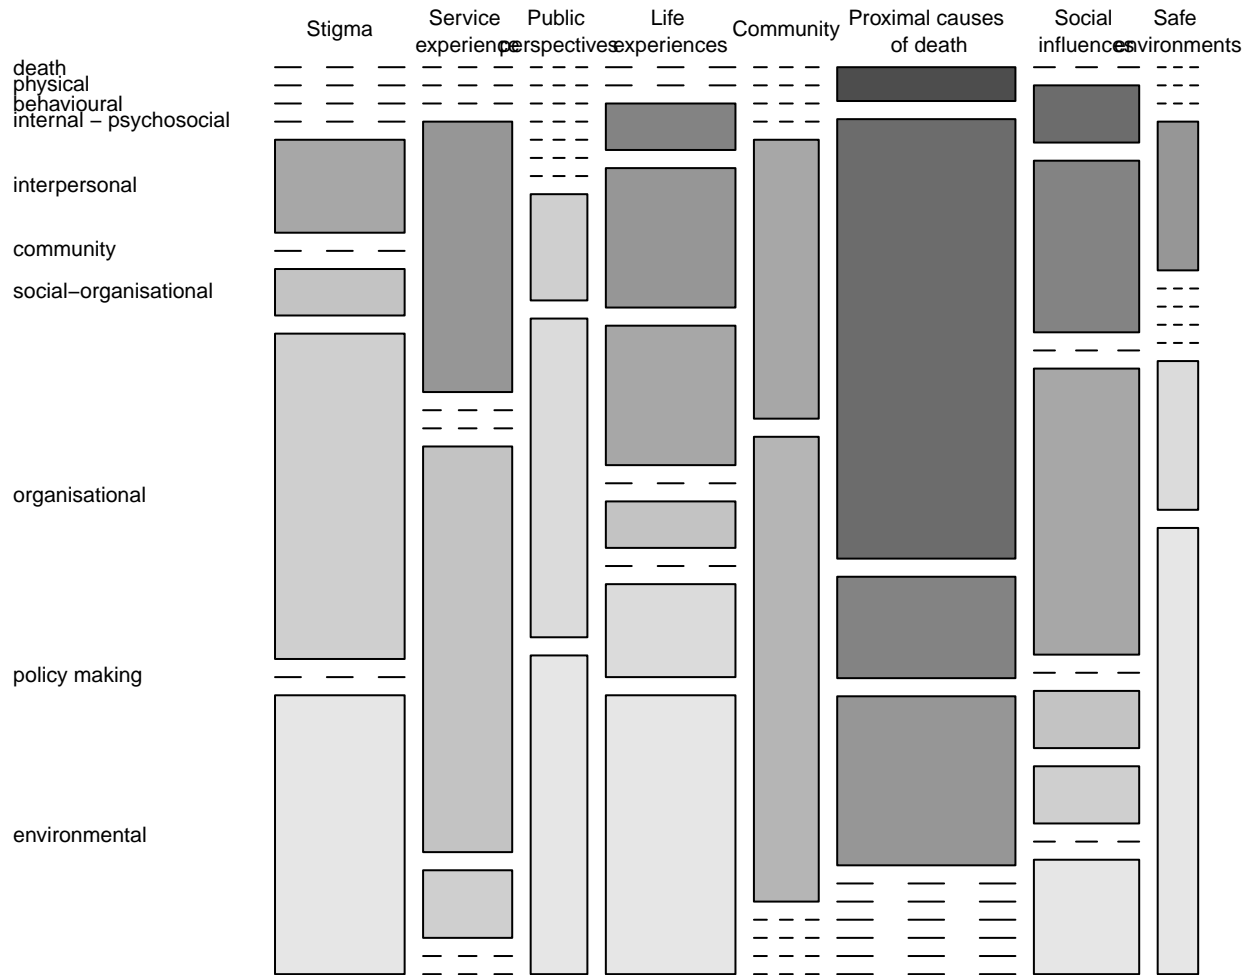 Stigma
Service
experience
Public
perspectives
Life
experiences
Community
Proximal causes
of death
Social
influences
Safe
environments
death
physical
behavioural
internal − psychosocial
interpersonal
community
social−organisational
organisational
policy making
environmental